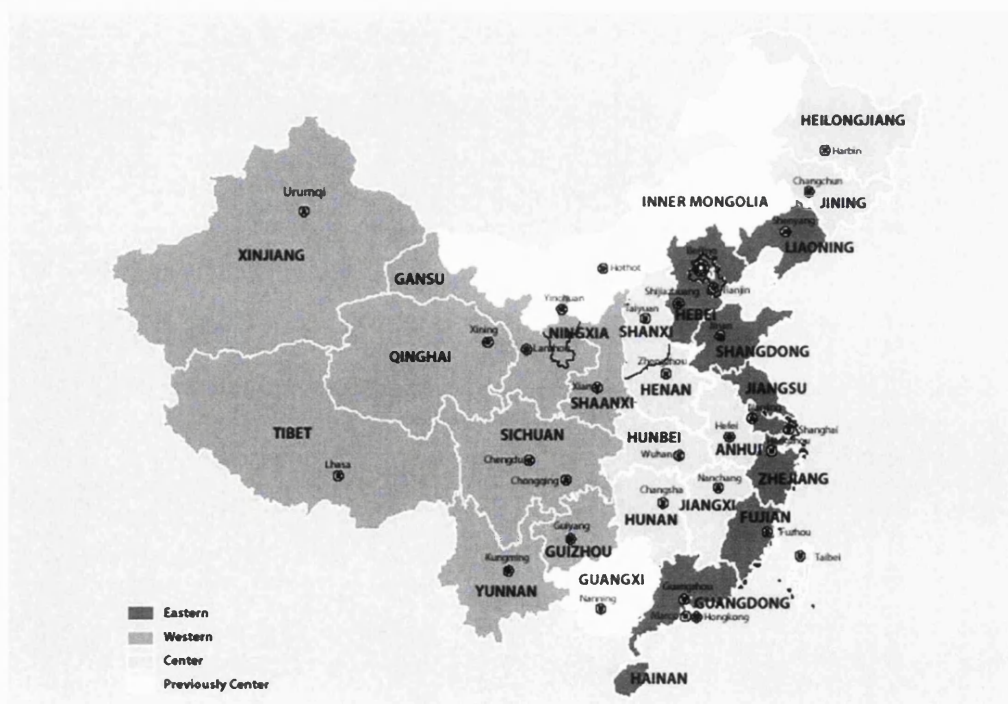 HEILONGJIANG
Harbin
Changchun
JINING
Urumqi
INNER MONGOLIA
Shenyang
LIAONING
XINJIANG
Beijing
Hothot
GANSU
Tianjin
Yinchuan
Shijiazhuang
HEBEI
Taiyuan
NINGXIA
SHANXI
Jinan
Xining
Lanzhou
SHANGDONG
QINGHAI
Zhengzhou
HENAN
Xian
JIANGSU
SHAANXI
TIBET
SICHUAN
HUNBEI
Hefei
Shanghai
ANHUI
Wuhan
Chengdu
Lhasa
Chongqing
ZHEJIANG
Nanchang
Changsha
JIANGXI
HUNAN
FUJIAN
Fuzhou
Guiyang
GUIZHOU
Taibei
Kungming
YUNNAN
GUANGXI
Guangzhou
Nanning
GUANGDONG
Hongkong
HAINAN
Eastern
Western
Center
Previously Center